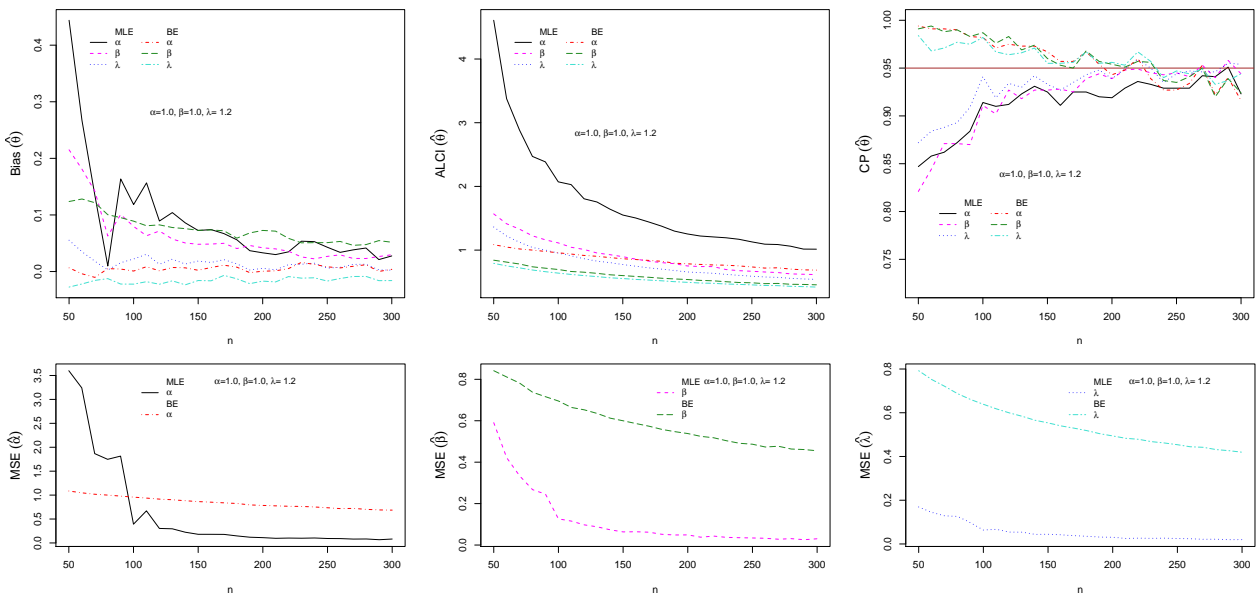 Bias (θ̂)
0.4
0.3
0.2
0.1
0.0
MLE BE
α α
β β
λ λ
α=1.0, β=1.0, λ= 1.2
50 100 150 200 250 300
n
ALCI (θ̂)
4
3
2
1
MLE BE
α α
β β
λ λ
α=1.0, β=1.0, λ= 1.2
50 100 150 200 250 300
n
CP (θ̂)
1.00
0.95
0.90
0.85
0.80
0.75
α=1.0, β=1.0, λ= 1.2
MLE BE
α α
β β
λ λ
50 100 150 200 250 300
n
MSE (α̂)
3.5
3.0
2.5
2.0
1.5
1.0
0.5
0.0
MLE α=1.0, β=1.0, λ= 1.2
α
BE
α
50 100 150 200 250 300
n
MSE (β̂)
0.8
0.6
0.4
0.2
0.0
MLE α=1.0, β=1.0, λ= 1.2
β
BE
β
50 100 150 200 250 300
n
MSE (λ̂)
0.8
0.6
0.4
0.2
0.0
MLE α=1.0, β=1.0, λ= 1.2
λ
BE
λ
50 100 150 200 250 300
n